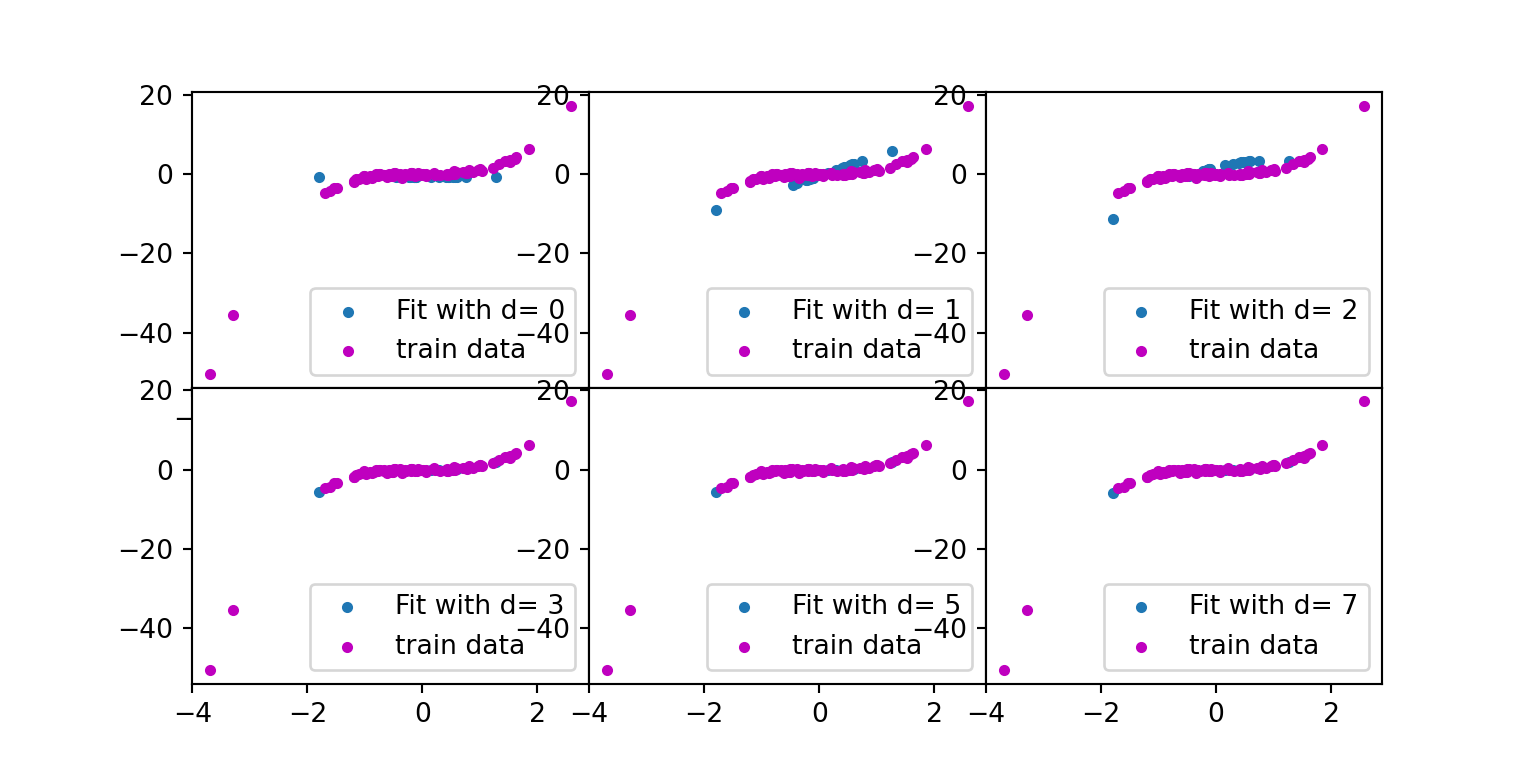 20 20 20
0 0 0
−20 −20 −20
Fit with d= 0 Fit with d= 1 Fit with d= 2
−40 −40 −40
train data train data train data
20 20 20
0 0 0
−20 −20 −20
Fit with d= 3 Fit with d= 5 Fit with d= 7
−40 −40 −40
train data train data train data
−4 −2 0 2 −4 −2 0 2 −4 −2 0 2